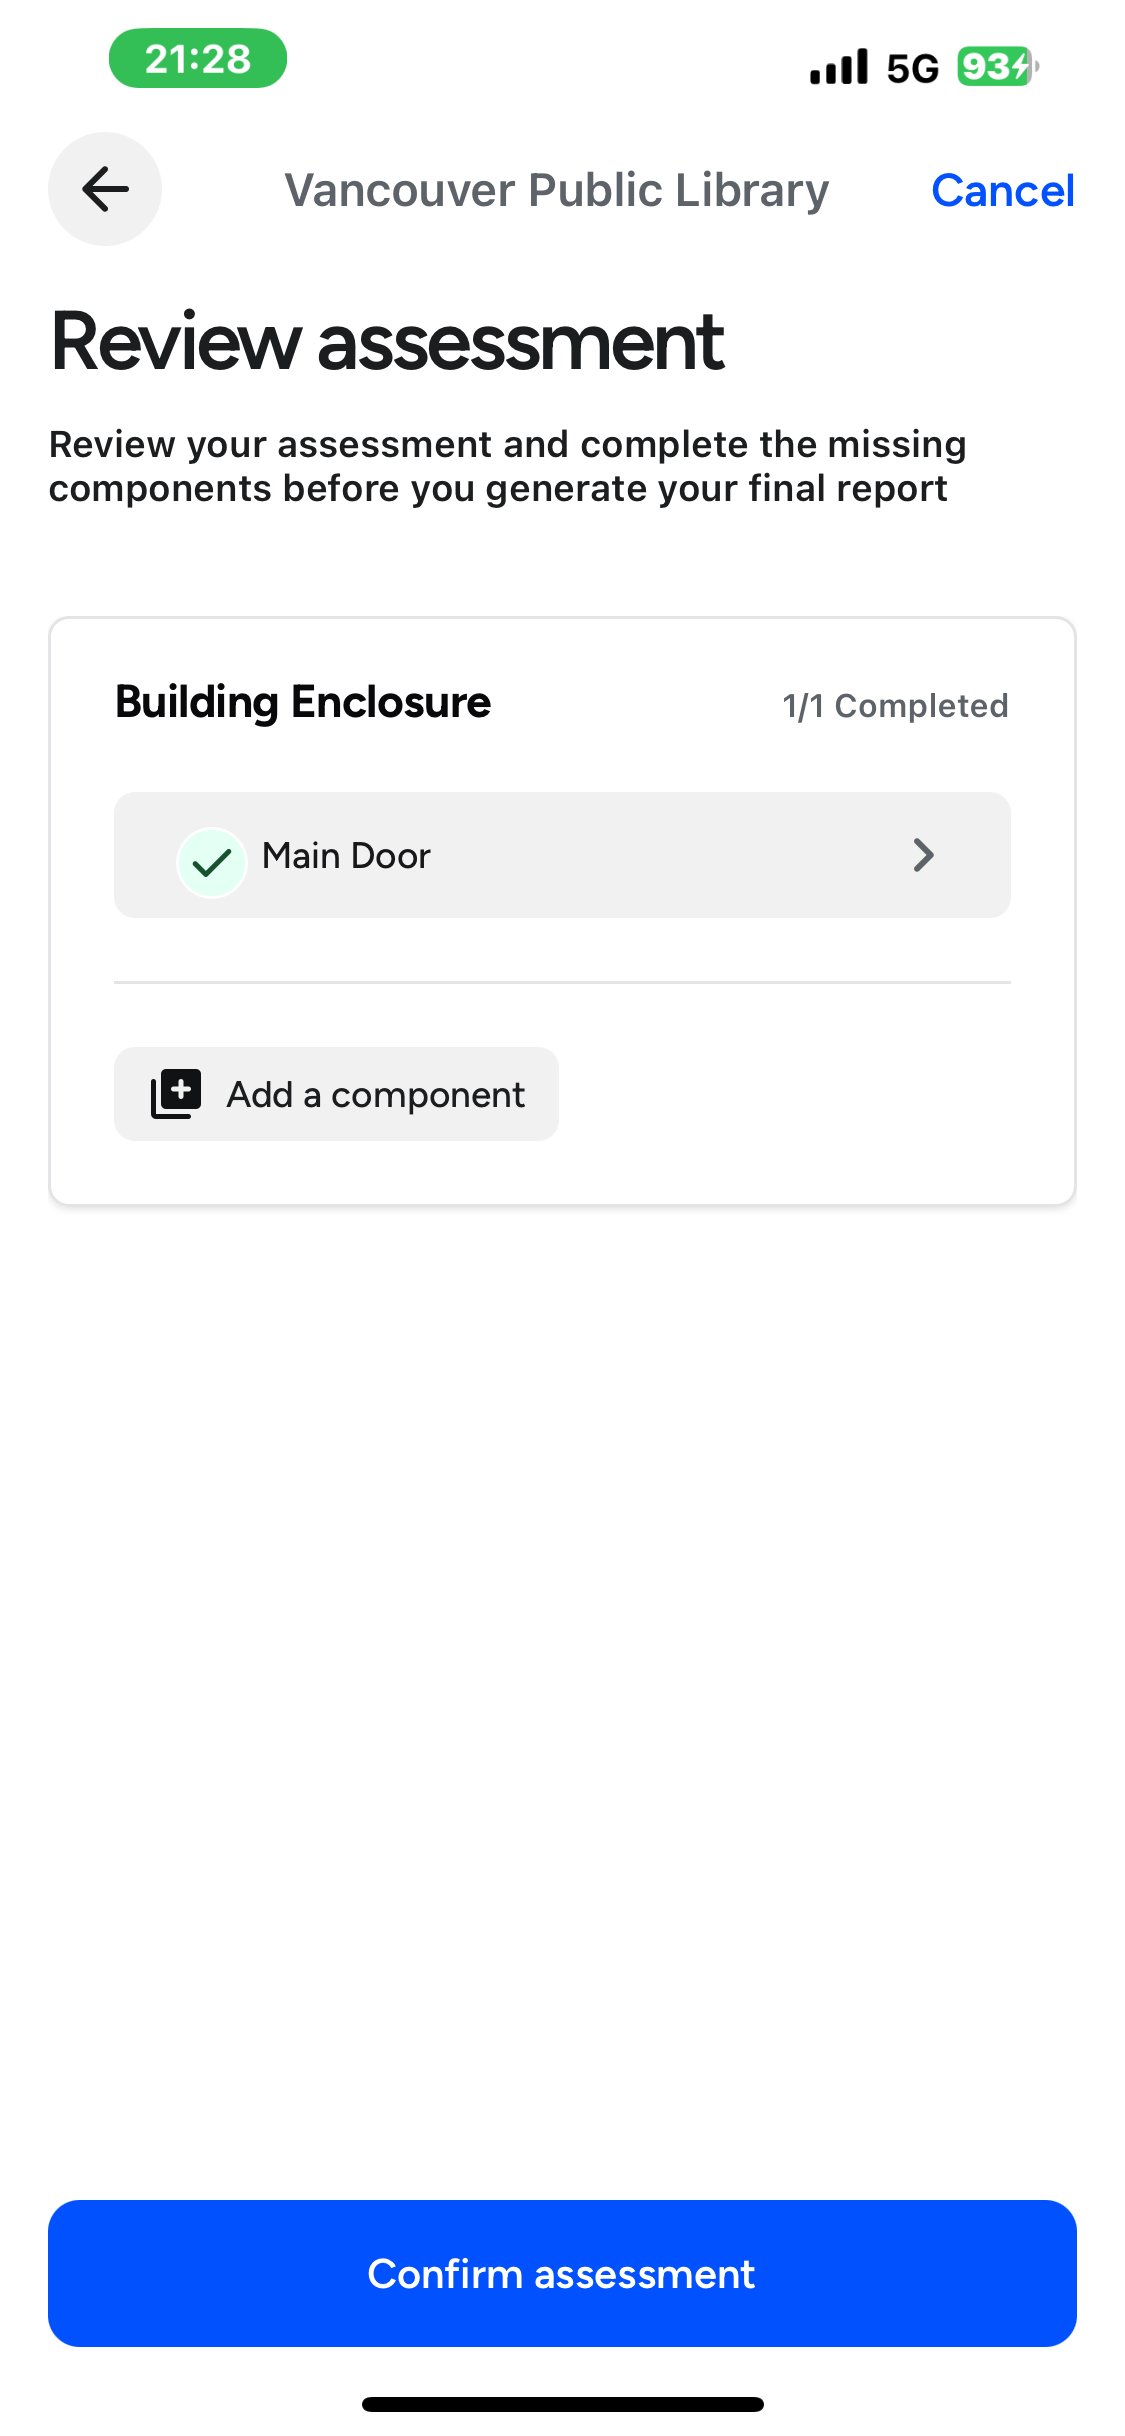 21:28
5G
93
Vancouver Public Library
Cancel
Review assessment
Review your assessment and complete the missing
components before you generate your final report
Building Enclosure
1/1 Completed
Main Door
Add a component
Confirm assessment